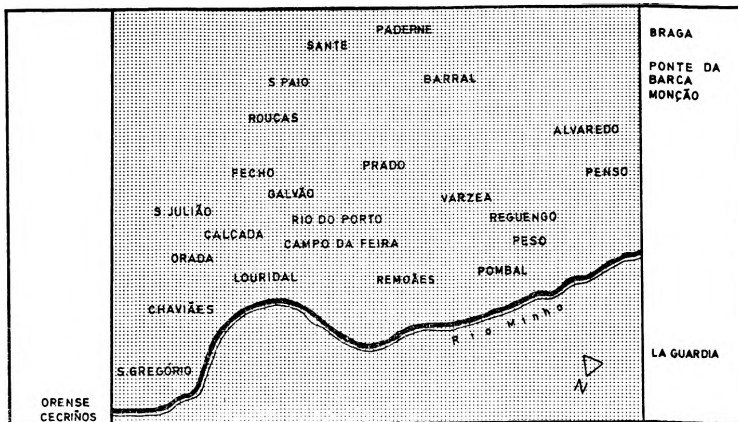 PADERNE
SANTE
BRAGA
S PAIO
BARRAL
PONTE DA
BARCA
MONÇÃO
ROUÇAS
ALVAREDO
PRADO
FECHO
PENSO
GALVÃO
VARZEA
S. JULIÃO
RIO DO PORTO
REGUENGO
CALÇADA
CAMPO DA FEIRA
PESO
ORADA
LOURIDAL
REMOÃES
POMBAL
CHAVIÃES
Rio Minho
LA GUARDIA
S. GREGÓRIO
N
ORENSE
CECRIÑOS